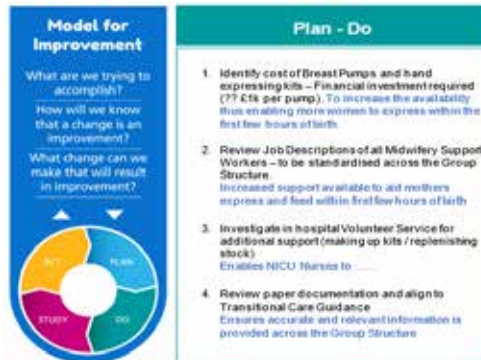 Model for
Improvement
What are we trying to
accomplish?
How will we know
that a change is an
improvement?
What change can we
make that will result
in improvement?
ACT
PLAN
STUDY
DO
Plan - Do
1. Identify cost of Breast Pumps and hand
expressing kits – Financial investment required
(?? £1k per pump). To increase the availability
thus enabling more women to express within the
first few hours of birth
2. Review Job Descriptions of all Midwifery Support
Workers – to be standardised across the Group
Structure
Increased support available to aid mothers
express and feed within first few hours of birth
3. Investigate in hospital Volunteer Service for
additional support (making up kits / replenishing
stock)
Enables NICU Nurses to ......
4. Review paper documentation and align to
Transitional Care Guidance
Ensures accurate and relevant information is
provided across the Group Structure